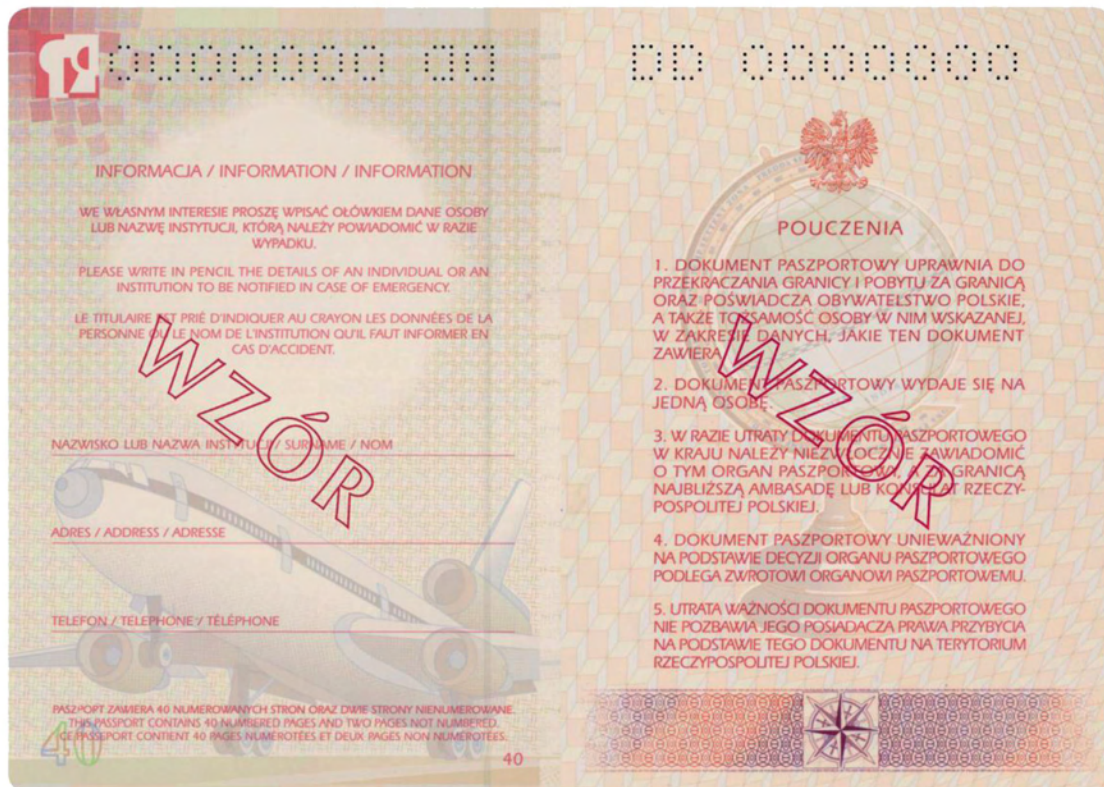 0000000 DD
INFORMACJA / INFORMATION / INFORMATION
WE WŁASNYM INTERESIE PROSZĘ WPISAĆ OŁÓWKIEM DANE OSOBY
LUB NAZWĘ INSTYTUCJI, KTÓRĄ NALEŻY POWIADOMIĆ W RAZIE
WYPADKU.
PLEASE WRITE IN PENCIL THE DETAILS OF AN INDIVIDUAL OR AN
INSTITUTION TO BE NOTIFIED IN CASE OF EMERGENCY.
LE TITULAIRE EST PRIÉ D'INDIQUER AU CRAYON LES DONNÉES DE LA
PERSONNE OU LE NOM DE L'INSTITUTION QU'IL FAUT INFORMER EN
CAS D'ACCIDENT.
WZÓR
NAZWISKO LUB NAZWA INSTYTUCJI / SURNAME / NOM
ADRES / ADDRESS / ADRESSE
TELEFON / TELEPHONE / TÉLÉPHONE
PASZPORT ZAWIERA 40 NUMEROWANYCH STRON ORAZ DWIE STRONY NIENUMEROWANE.
THIS PASSPORT CONTAINS 40 NUMBERED PAGES AND TWO PAGES NOT NUMBERED.
CE PASSEPORT CONTIENT 40 PAGES NUMÉROTÉES ET DEUX PAGES NON NUMÉROTÉES.
40
40
DD 0000000
POUCZENIA
1. DOKUMENT PASZPORTOWY UPRAWNIA DO
PRZEKRACZANIA GRANICY I POBYTU ZA GRANICĄ
ORAZ POŚWIADCZA OBYWATELSTWO POLSKIE,
A TAKŻE TOŻSAMOŚĆ OSOBY W NIM WSKAZANEJ,
W ZAKRESIE DANYCH, JAKIE TEN DOKUMENT
ZAWIERA.
2. DOKUMENT PASZPORTOWY WYDAJE SIĘ NA
JEDNĄ OSOBĘ.
3. W RAZIE UTRATY DOKUMENTU PASZPORTOWEGO
W KRAJU NALEŻY NIEZWŁOCZNIE ZAWIADOMIĆ
O TYM ORGAN PASZPORTOWY, A ZA GRANICĄ
NAJBLIŻSZĄ AMBASADĘ LUB KONSULAT RZECZY-
POSPOLITEJ POLSKIEJ.
4. DOKUMENT PASZPORTOWY UNIEWAŻNIONY
NA PODSTAWIE DECYZJI ORGANU PASZPORTOWEGO
PODLEGA ZWROTOWI ORGANOWI PASZPORTOWEMU.
5. UTRATA WAŻNOŚCI DOKUMENTU PASZPORTOWEGO
NIE POZBAWIA JEGO POSIADACZA PRAWA PRZYBYCIA
NA PODSTAWIE TEGO DOKUMENTU NA TERYTORIUM
RZECZYPOSPOLITEJ POLSKIEJ.
WZÓR